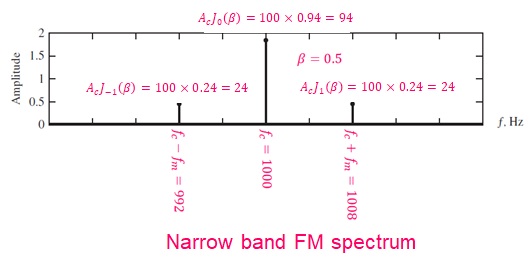 A_cJ_0(β) = 100 × 0.94 = 94
2
1.5
1
0.5
0
Amplitude
β = 0.5
A_cJ_{-1}(β) = 100 × 0.24 = 24
A_cJ_1(β) = 100 × 0.24 = 24
f, Hz
f_c − f_m = 992
f_c = 1000
f_c + f_m = 1008
Narrow band FM spectrum